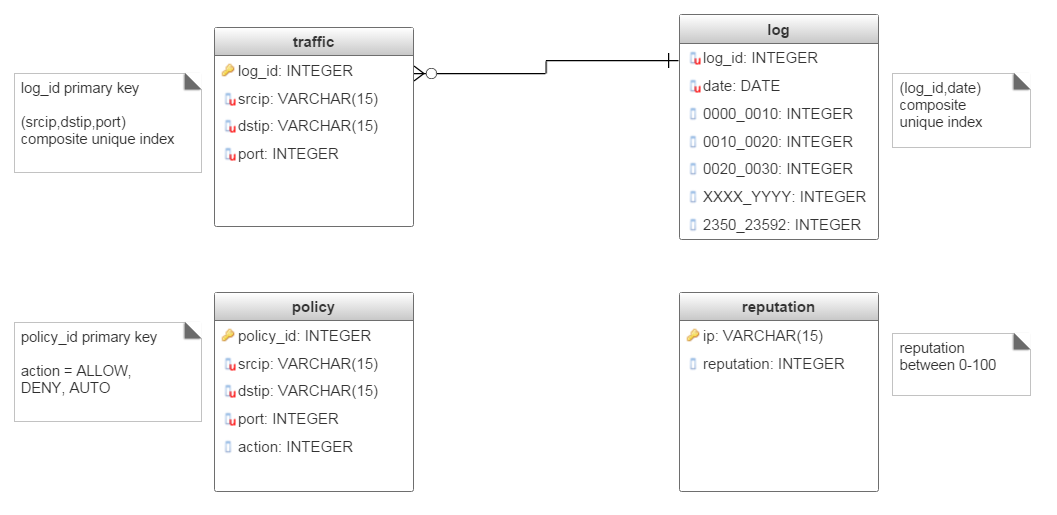 traffic
log_id: INTEGER
srcip: VARCHAR(15)
dstip: VARCHAR(15)
port: INTEGER
log_id primary key
(srcip,dstip,port)
composite unique index
log
log_id: INTEGER
date: DATE
0000_0010: INTEGER
0010_0020: INTEGER
0020_0030: INTEGER
XXXX_YYYY: INTEGER
2350_23592: INTEGER
(log_id,date)
composite
unique index
policy
policy_id: INTEGER
srcip: VARCHAR(15)
dstip: VARCHAR(15)
port: INTEGER
action: INTEGER
policy_id primary key
action = ALLOW,
DENY, AUTO
reputation
ip: VARCHAR(15)
reputation: INTEGER
reputation
between 0-100